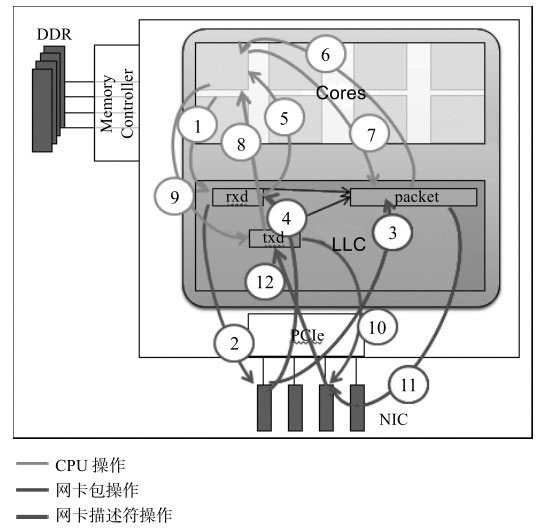 DDR
Memory
Controller
Cores
6
1
8
5
7
9
rxd
packet
4
3
txd
LLC
12
2
PCIe
10
11
NIC
CPU 操作
网卡包操作
网卡描述符操作